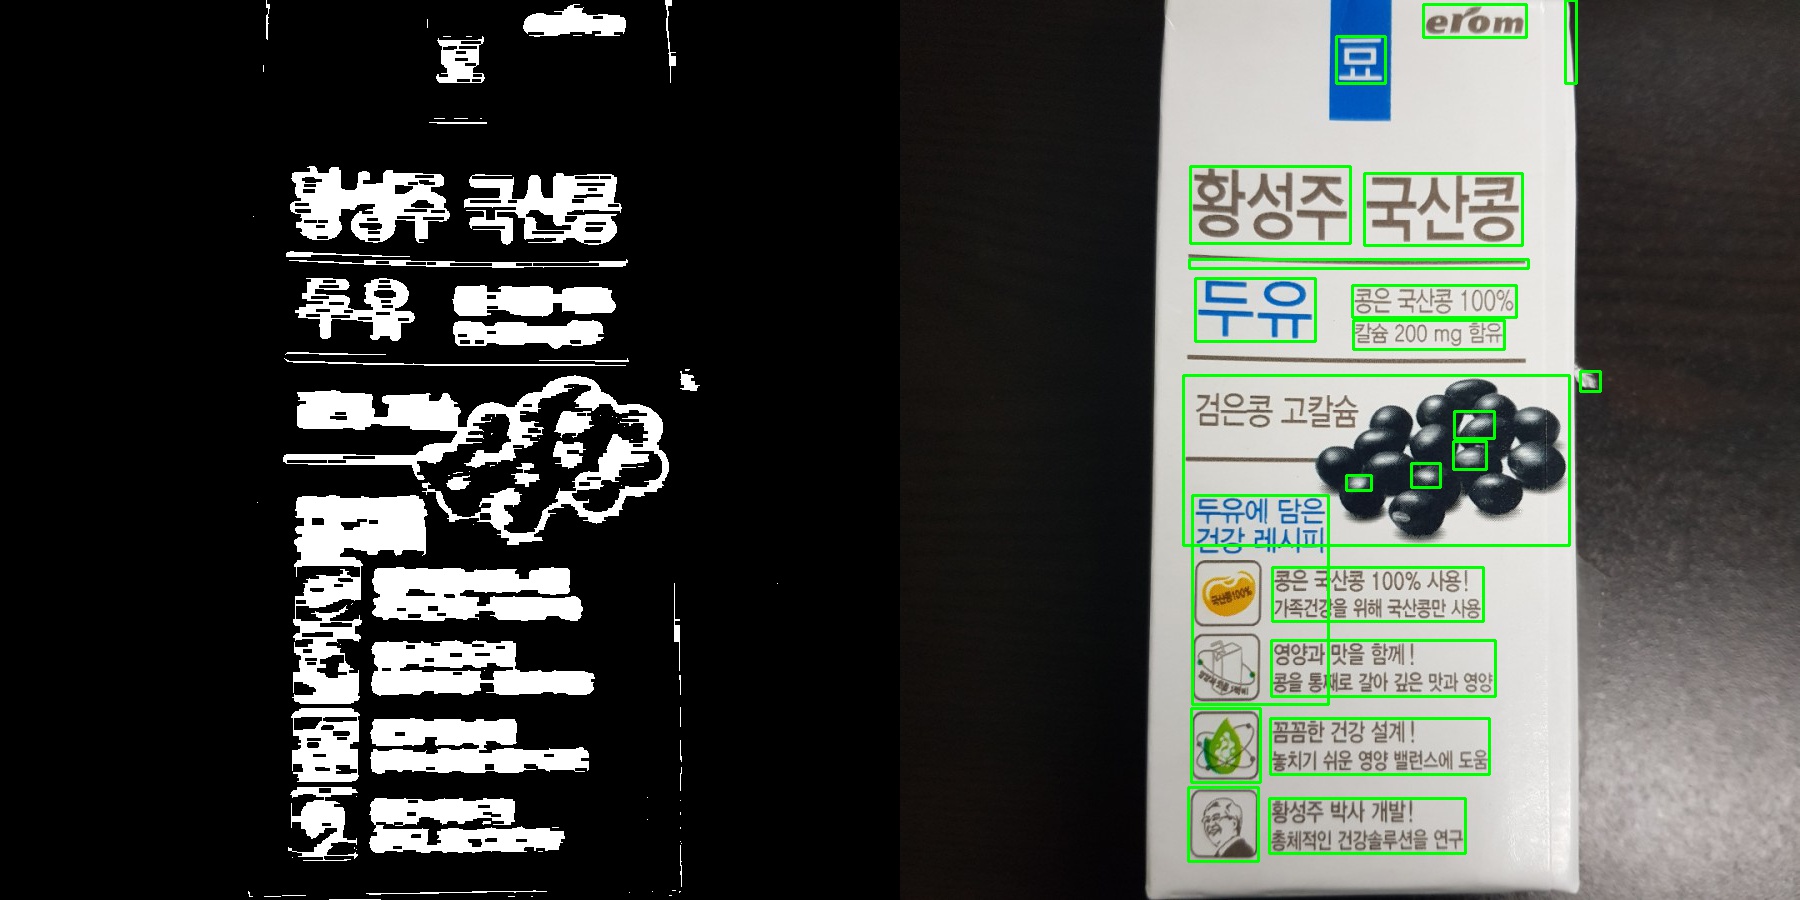 erom
묘
황성주 국산콩
두유
콩은 국산콩 100%
칼슘 200 mg 함유
검은콩 고칼슘
두유에 담은
건강 레시피
국산콩100%
콩은 국산콩 100% 사용!
가족건강을 위해 국산콩만 사용
영양과 맛을 함께!
콩을 통째로 갈아 깊은 맛과 영양
꼼꼼한 건강 설계!
놓치기 쉬운 영양 밸런스에 도움
황성주 박사 개발!
총체적인 건강솔루션을 연구